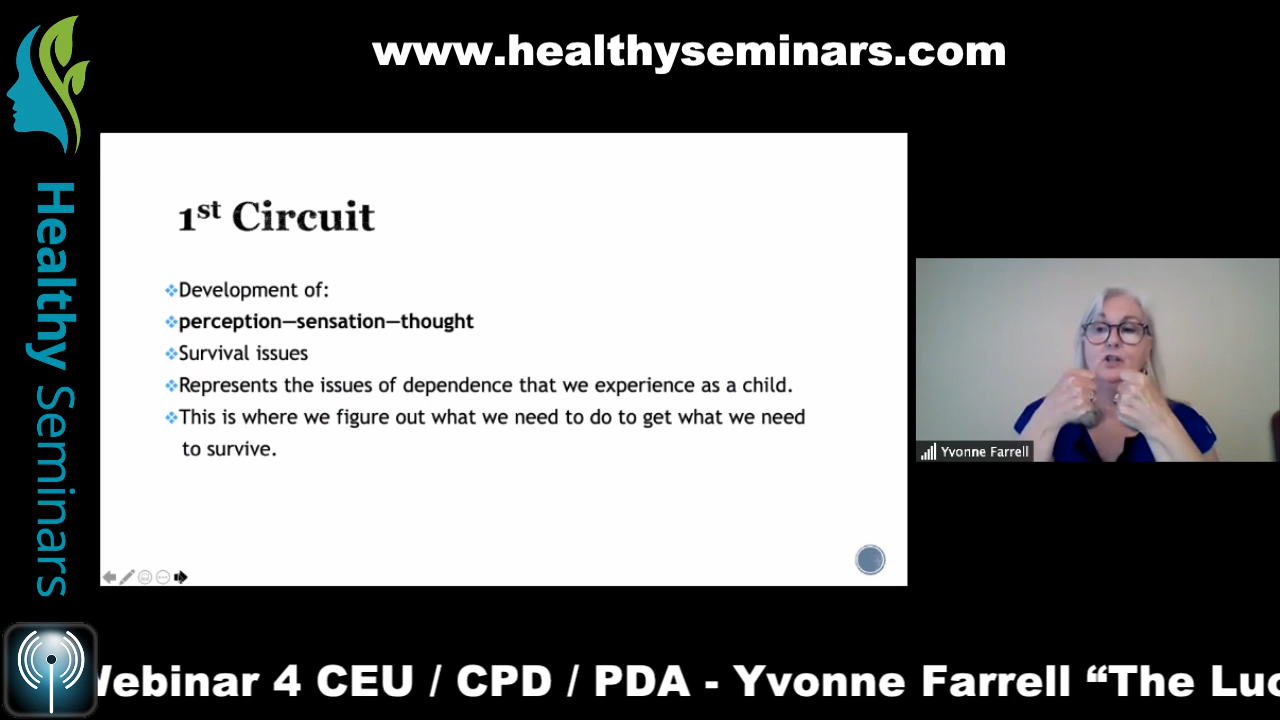 www.healthyseminars.com
Healthy Seminars
1st Circuit
Development of:
perception—sensation—thought
Survival issues
Represents the issues of dependence that we experience as a child.
This is where we figure out what we need to do to get what we need
to survive.
Yvonne Farrell
Webinar 4 CEU / CPD / PDA - Yvonne Farrell “The